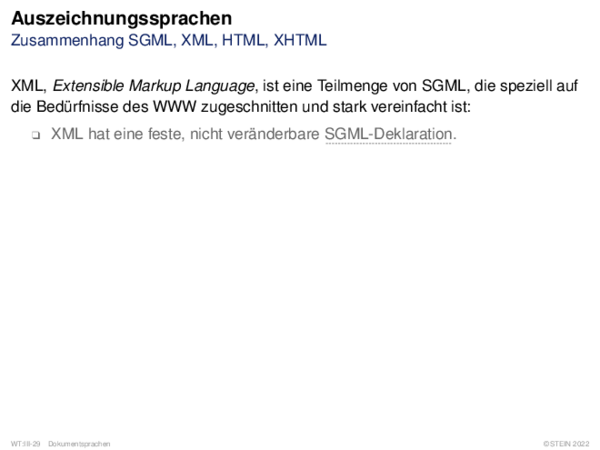 Auszeichnungssprachen
Zusammenhang SGML, XML, HTML, XHTML
XML, Extensible Markup Language, ist eine Teilmenge von SGML, die speziell auf
die Bedürfnisse des WWW zugeschnitten und stark vereinfacht ist:
❑ XML hat eine feste, nicht veränderbare SGML-Deklaration.
WT:III-29 Dokumentsprachen
©STEIN 2022